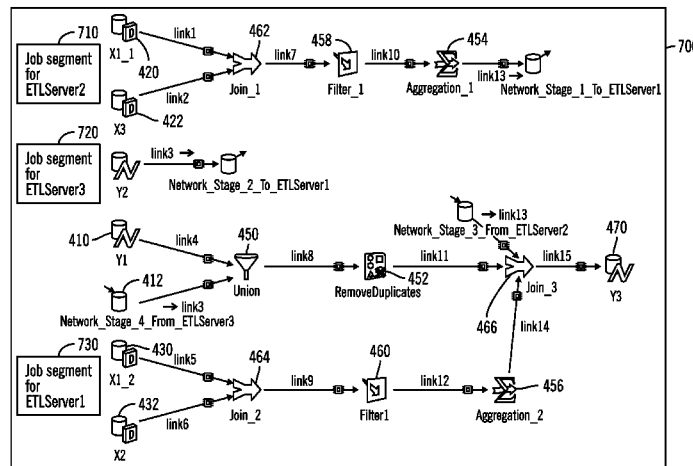 710
Job segment
for
ETLServer2
link1
X1_1
420
link2
X3
422
462
Join_1
link7
458
Filter_1
link10
454
Aggregation_1
link13 →
Network_Stage_1_To_ETLServer1
700
720
Job segment
for
ETLServer3
link3 →
Y2
Network_Stage_2_To_ETLServer1
410
Y1
link4
412
link3
Network_Stage_4_From_ETLServer3
450
Union
link8
452
RemoveDuplicates
link11
→ link13
Network_Stage_3_From_ETLServer2
466
Join_3
link15
470
Y3
link14
730
Job segment
for
ETLServer1
430
link5
X1_2
432
link6
X2
464
Join_2
link9
460
Filter1
link12
456
Aggregation_2